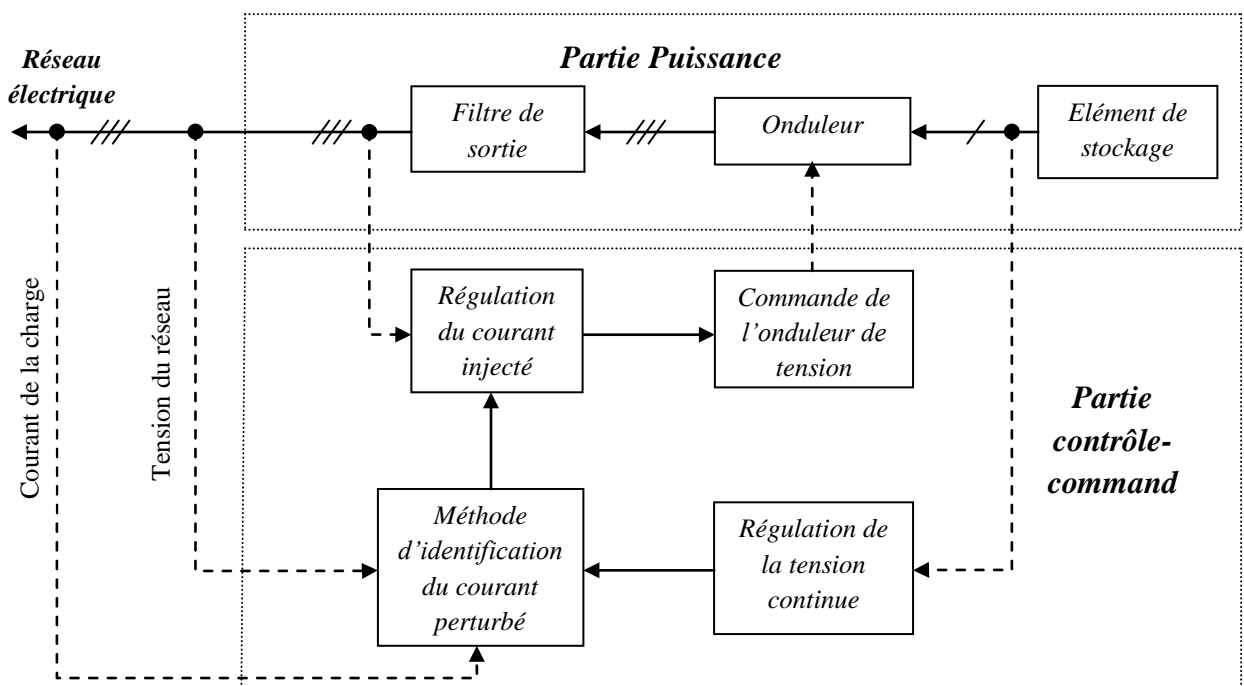 Réseau
électrique
Partie Puissance
Filtre de
sortie
Onduleur
Elément de
stockage
Courant de la charge
Tension du réseau
Régulation
du courant
injecté
Commande de
l'onduleur de
tension
Partie
contrôle-
command
Méthode
d'identification
du courant
perturbé
Régulation de
la tension
continue